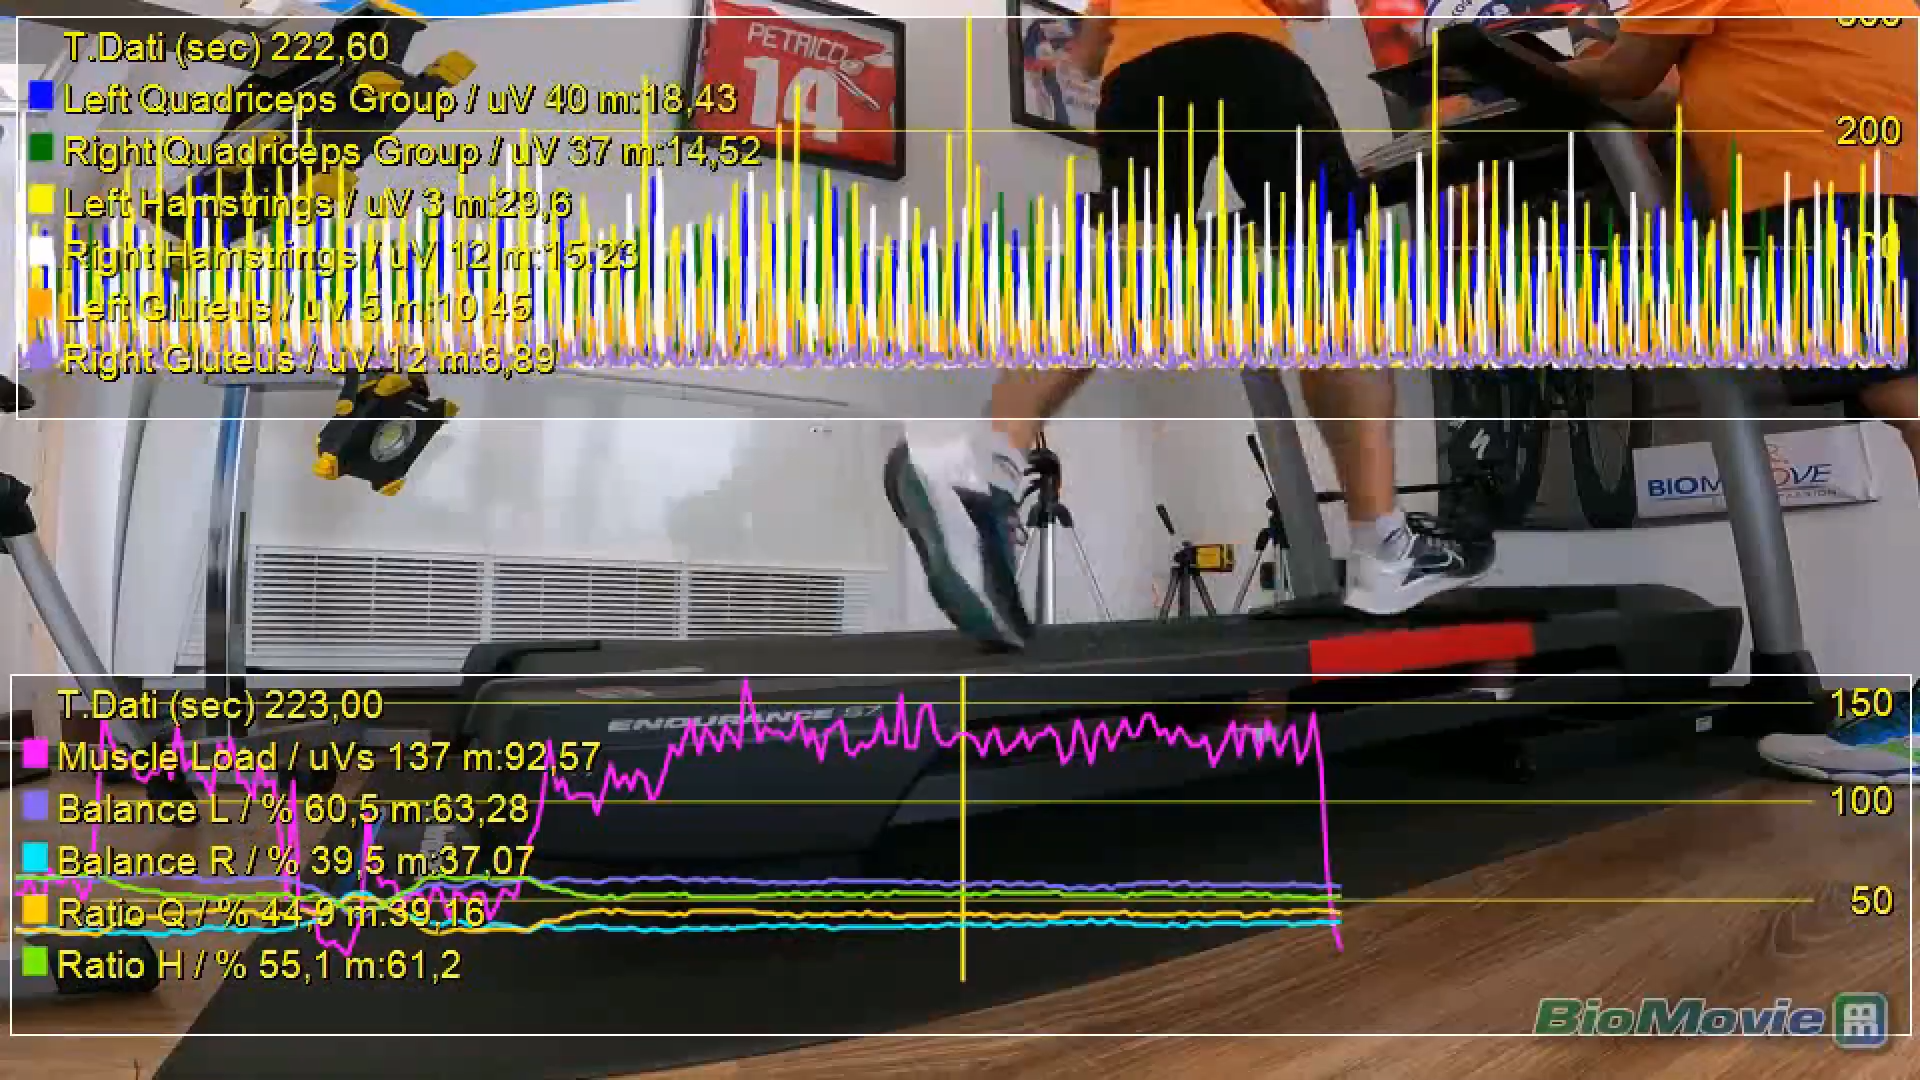 300
T.Dati (sec) 222,60
PETRICO
14
Left Quadriceps Group / uV 40 m:18,43
200
Right Quadriceps Group / uV 37 m:14,52
Left Hamstrings / uV 3 m:29,6
Right Hamstrings / uV 12 m:15,23
Left Gluteus / uV 5 m:10,45
Right Gluteus / uV 12 m:6,89
T.Dati (sec) 223,00
150
ENDURANCE S7
Muscle Load / uVs 137 m:92,57
Balance L / % 60,5 m:63,28
100
Balance R / % 39,5 m:37,07
Ratio Q / % 44,9 m:39,16
50
Ratio H / % 55,1 m:61,2
BioMovie